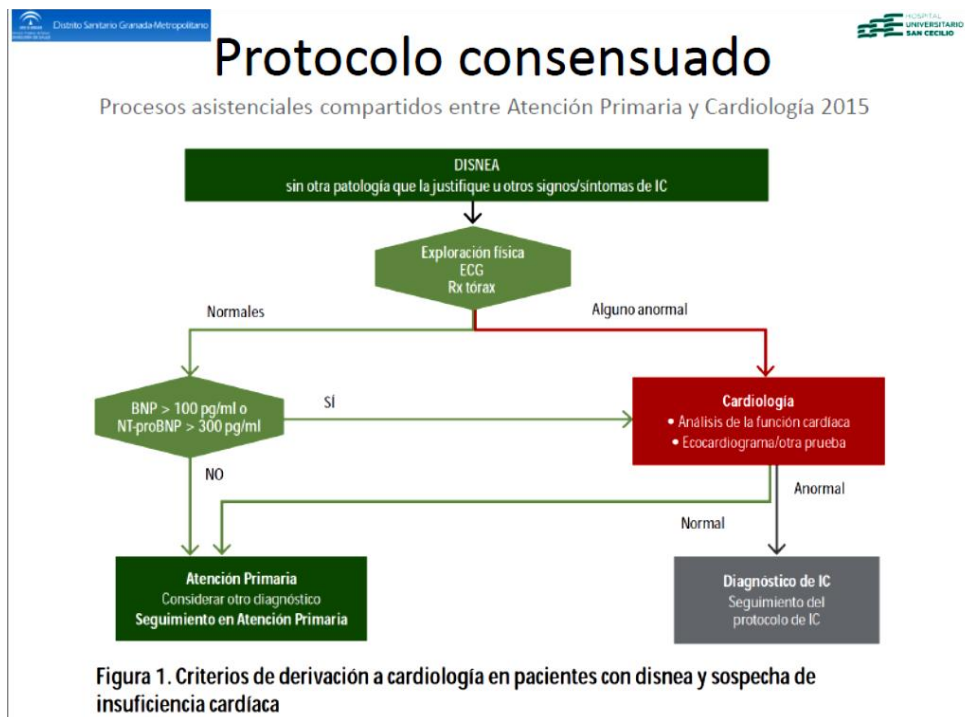 Distrito Sanitario Granada-Metropolitano
HOSPITAL
UNIVERSITARIO
SAN CECILIO
Protocolo consensuado
Procesos asistenciales compartidos entre Atención Primaria y Cardiología 2015
DISNEA
sin otra patología que la justifique u otros signos/síntomas de IC
Exploración física
ECG
Rx tórax
Normales
Alguno anormal
BNP > 100 pg/ml o
NT-proBNP > 300 pg/ml
SÍ
Cardiología
• Análisis de la función cardíaca
• Ecocardiograma/otra prueba
NO
Anormal
Normal
Atención Primaria
Considerar otro diagnóstico
Seguimiento en Atención Primaria
Diagnóstico de IC
Seguimiento del
protocolo de IC
Figura 1. Criterios de derivación a cardiología en pacientes con disnea y sospecha de
insuficiencia cardíaca